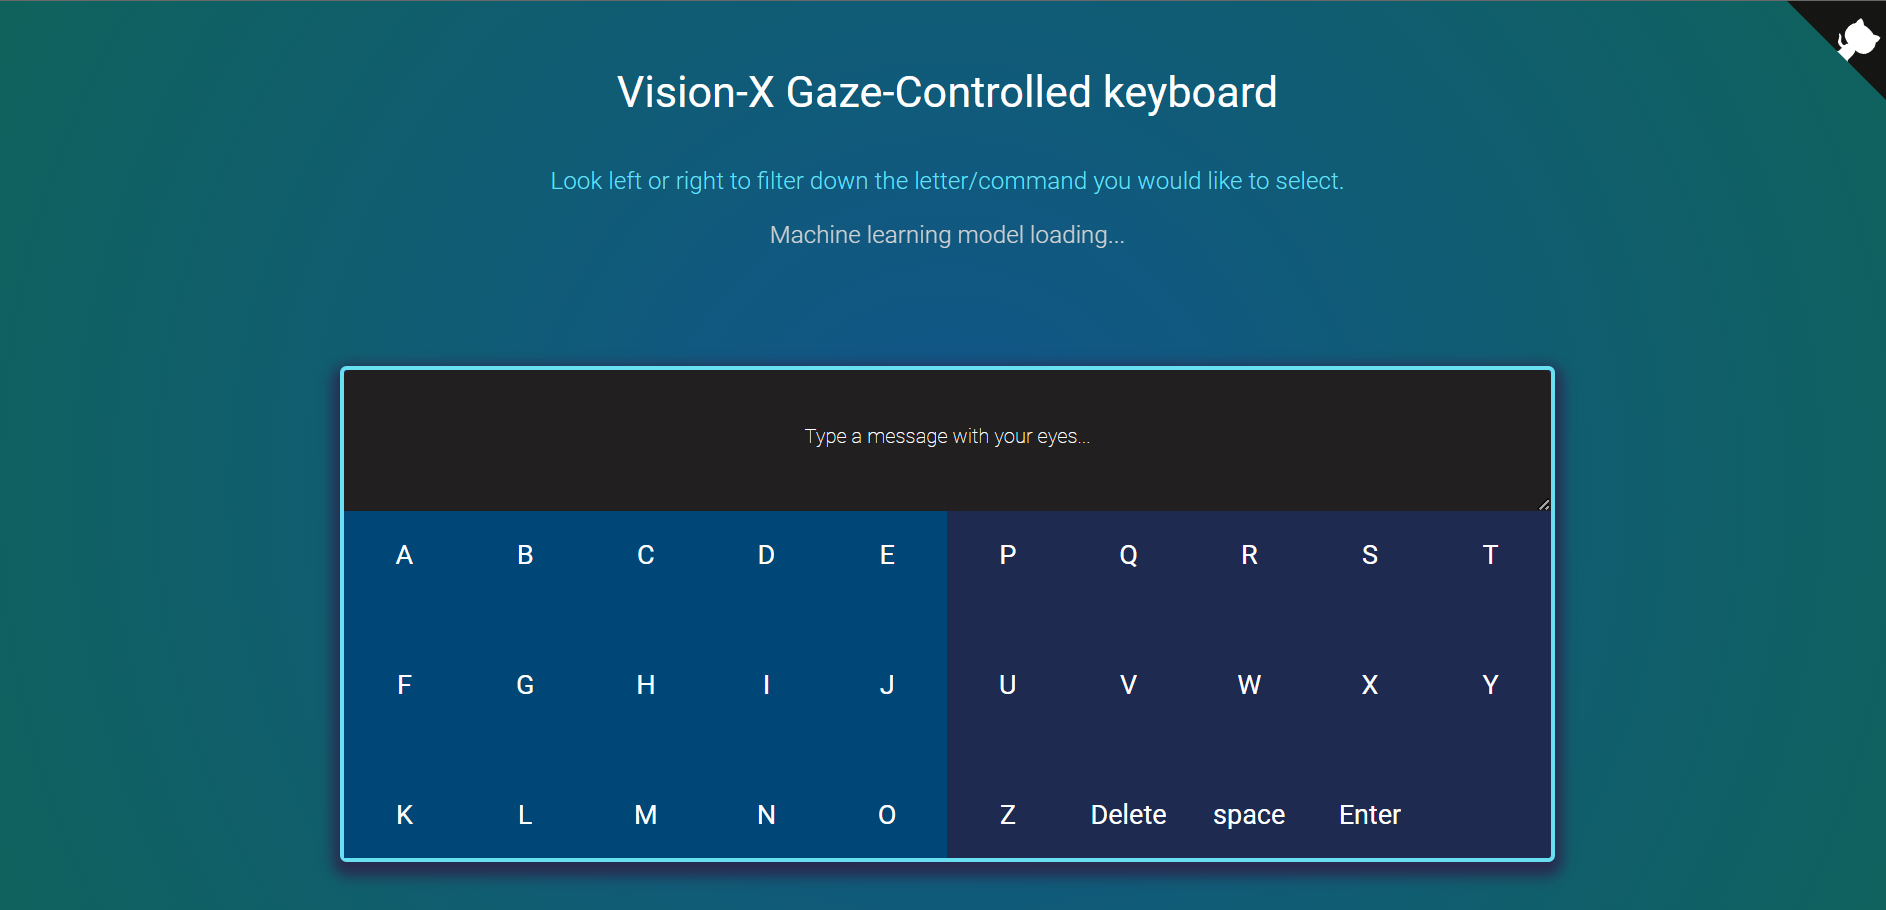 Vision-X Gaze-Controlled keyboard
Look left or right to filter down the letter/command you would like to select.
Machine learning model loading...
Type a message with your eyes...
A B C D E P Q R S T
F G H I J U V W X Y
K L M N O Z Delete space Enter